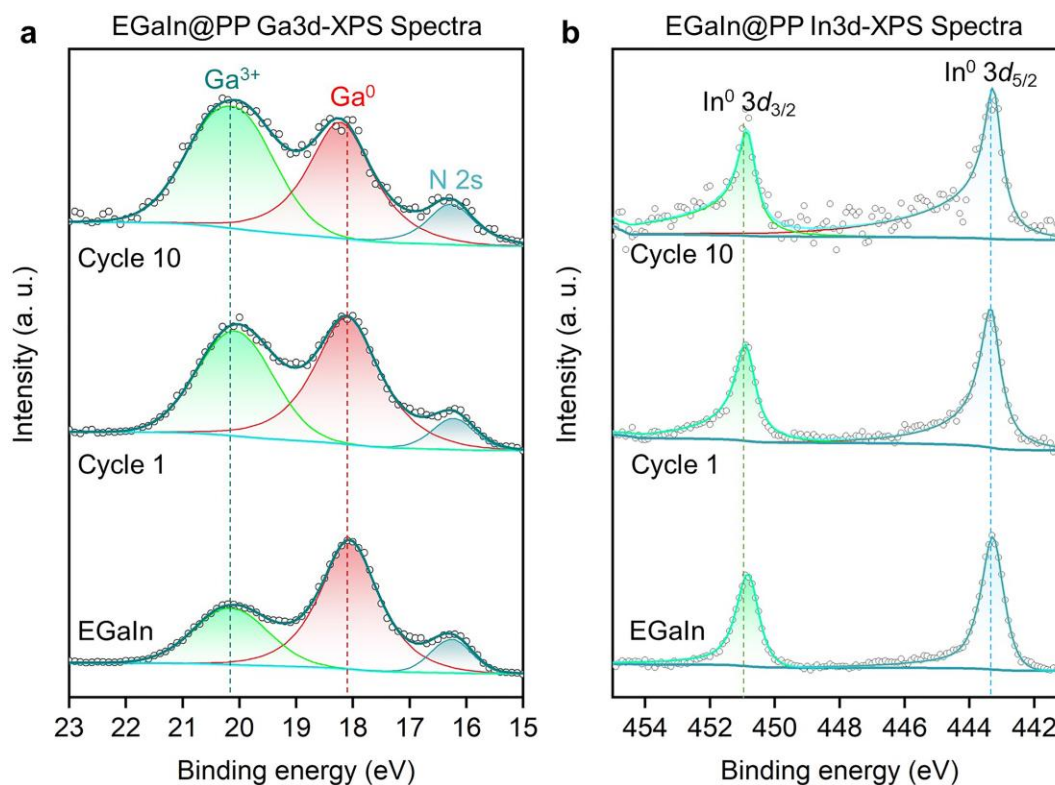 a
EGaIn@PP Ga3d-XPS Spectra
Ga³⁺
Ga⁰
N 2s
Cycle 10
Cycle 1
EGaIn
Intensity (a. u.)
23 22 21 20 19 18 17 16 15
Binding energy (eV)
b
EGaIn@PP In3d-XPS Spectra
In⁰ 3d₃/₂
In⁰ 3d₅/₂
Cycle 10
Cycle 1
EGaIn
Intensity (a. u.)
454 452 450 448 446 444 442
Binding energy (eV)